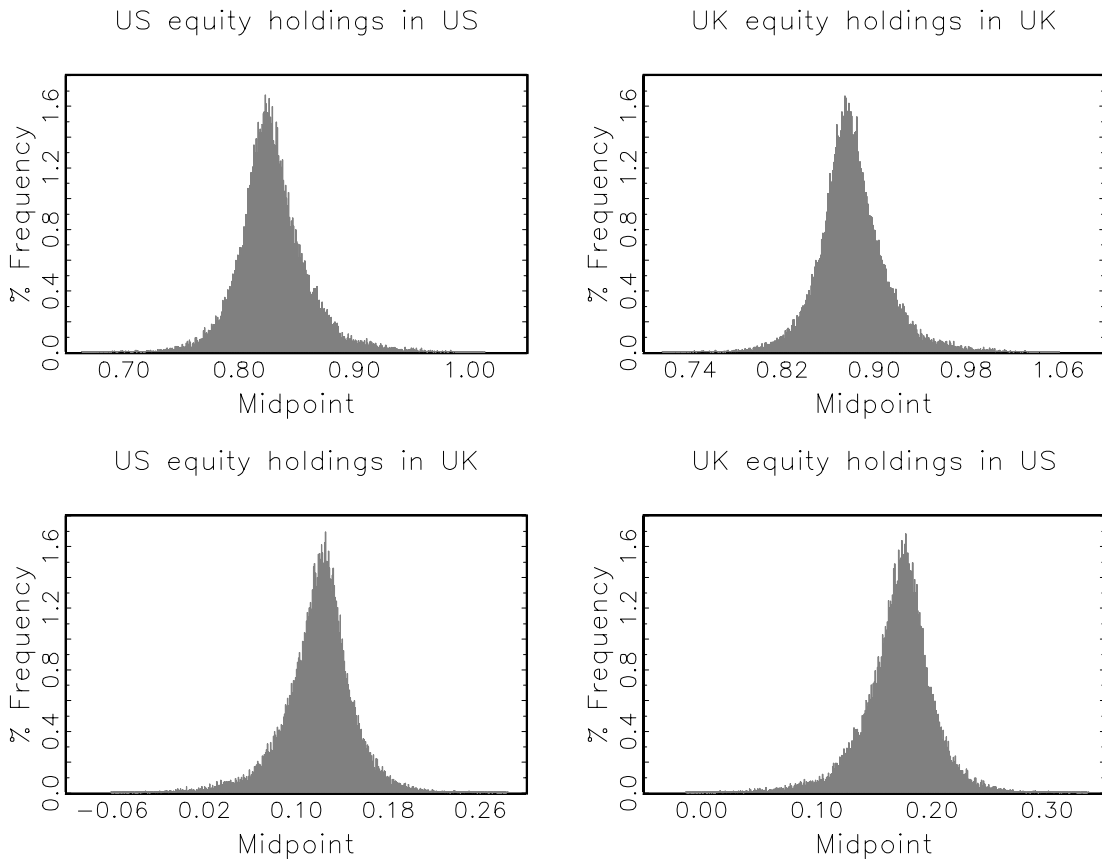 US equity holdings in US
% Frequency
0.0 0.4 0.8 1.2 1.6
0.70 0.80 0.90 1.00
Midpoint
UK equity holdings in UK
% Frequency
0.0 0.4 0.8 1.2 1.6
0.74 0.82 0.90 0.98 1.06
Midpoint
US equity holdings in UK
% Frequency
0.0 0.4 0.8 1.2 1.6
−0.06 0.02 0.10 0.18 0.26
Midpoint
UK equity holdings in US
% Frequency
0.0 0.4 0.8 1.2 1.6
0.00 0.10 0.20 0.30
Midpoint